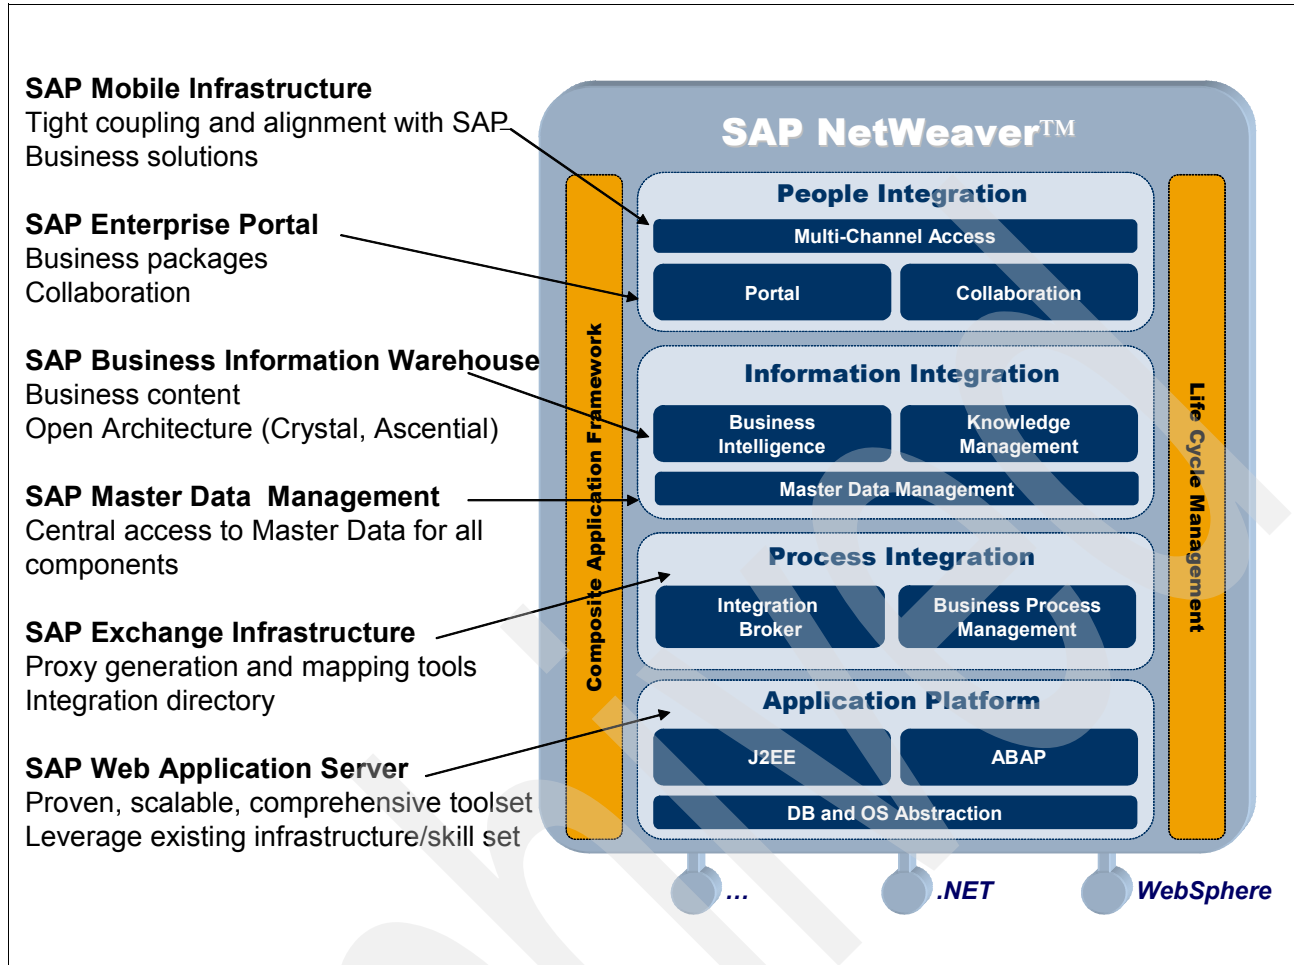 SAP Mobile Infrastructure
Tight coupling and alignment with SAP
Business solutions
SAP Enterprise Portal
Business packages
Collaboration
SAP Business Information Warehouse
Business content
Open Architecture (Crystal, Ascential)
SAP Master Data  Management
Central access to Master Data for all
components
SAP Exchange Infrastructure
Proxy generation and mapping tools
Integration directory
SAP Web Application Server
Proven, scalable, comprehensive toolset
Leverage existing infrastructure/skill set
SAP NetWeaver™
Composite Application Framework
People Integration
Multi-Channel Access
Portal
Collaboration
Information Integration
Business
Intelligence
Knowledge
Management
Master Data Management
Process Integration
Integration
Broker
Business Process
Management
Application Platform
J2EE
ABAP
DB and OS Abstraction
Life Cycle Management
...
.NET
WebSphere